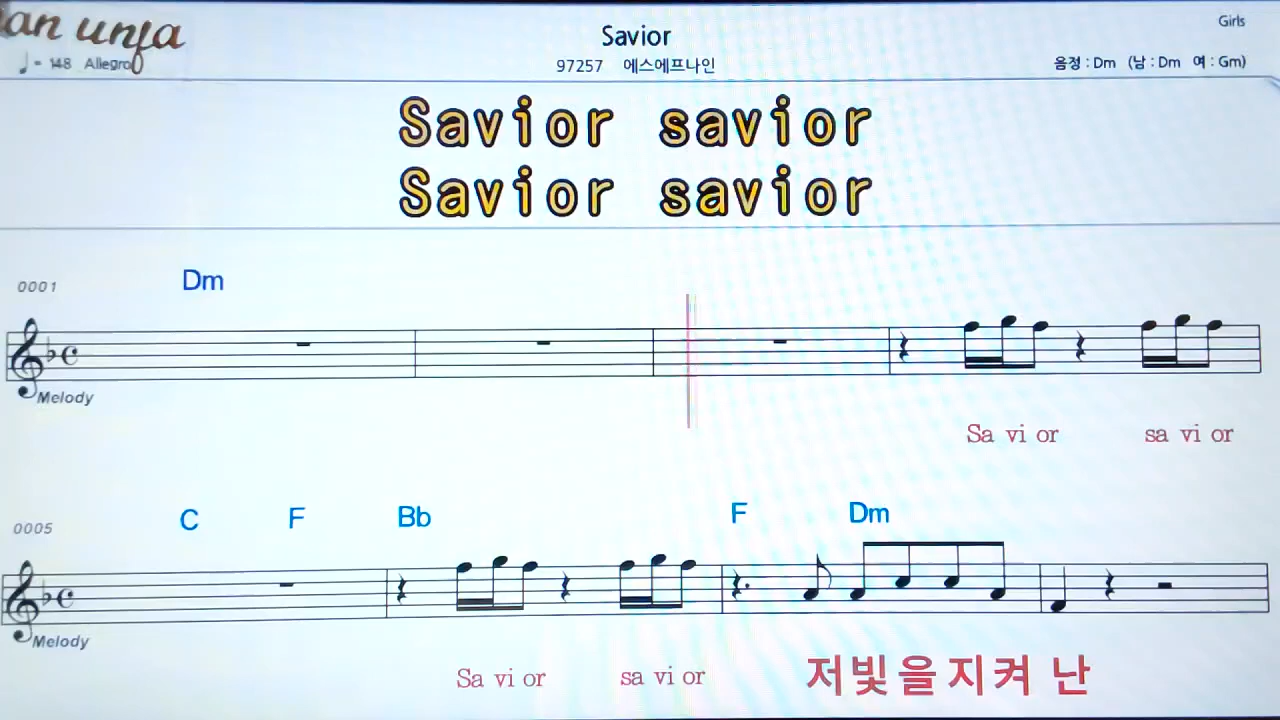 an unfa
Girls
Savior
♩ = 148 Allegro
97257 에스에프나인
음정 : Dm (남 : Dm 여 : Gm)
Savior savior
Savior savior
0001 Dm
Melody
Sa vi or sa vi or
0005 C F Bb F Dm
Melody
Sa vi or sa vi or 저빛을지켜 난